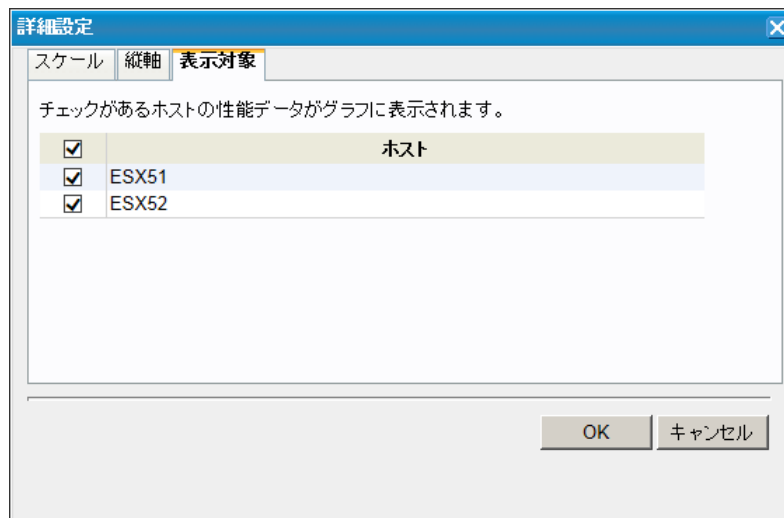 詳細設定
スケール 縦軸 表示対象
チェックがあるホストの性能データがグラフに表示されます。
ホスト
ESX51
ESX52
OK キャンセル